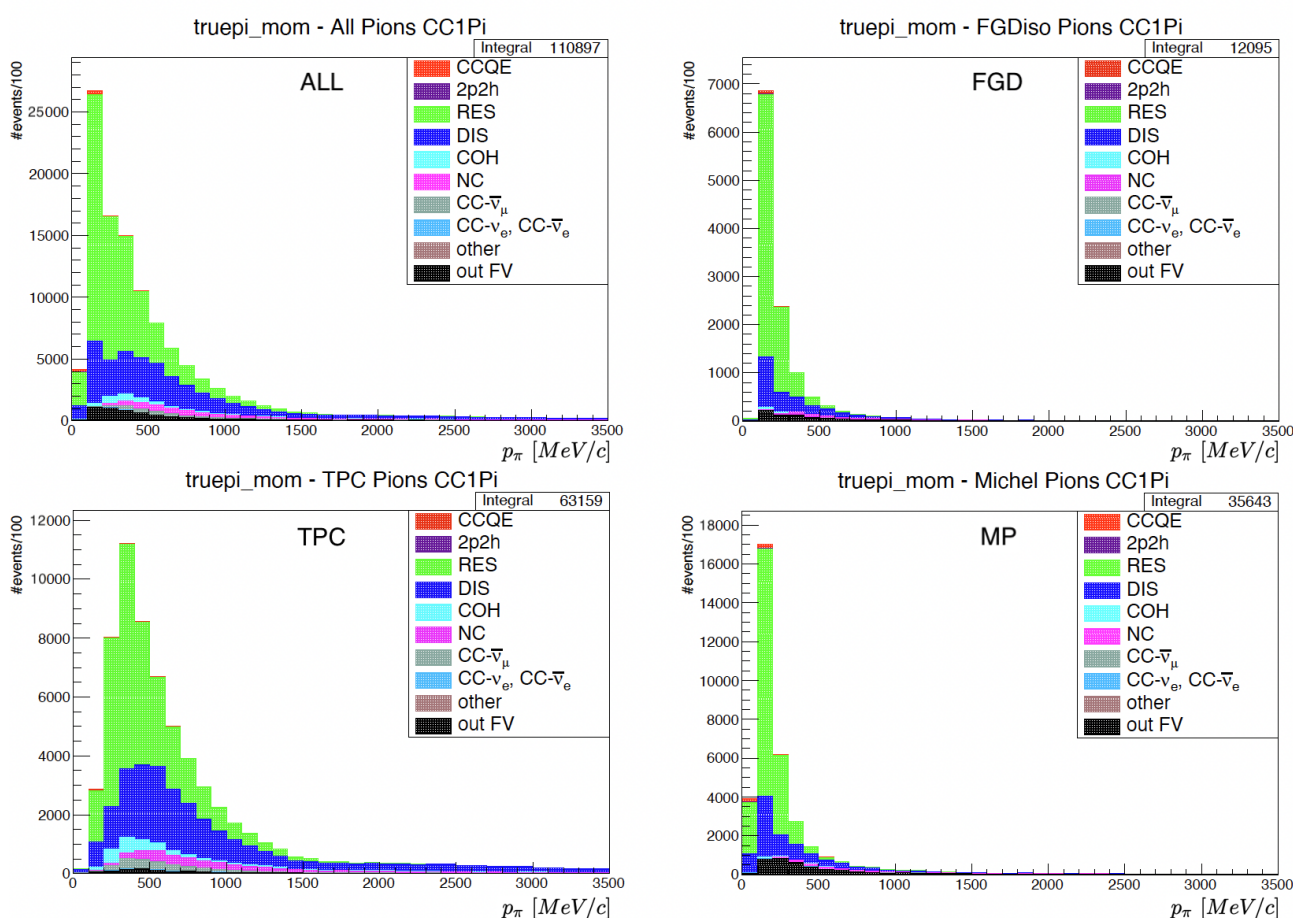 truepi_mom - All Pions CC1Pi
Integral 110897
ALL
CCQE
2p2h
RES
DIS
COH
NC
CC-ν̅μ
CC-νe, CC-ν̅e
other
out FV
#events/100
25000
20000
15000
10000
5000
0
0 500 1000 1500 2000 2500 3000 3500
pπ [MeV/c]
truepi_mom - FGDiso Pions CC1Pi
Integral 12095
FGD
CCQE
2p2h
RES
DIS
COH
NC
CC-ν̅μ
CC-νe, CC-ν̅e
other
out FV
#events/100
7000
6000
5000
4000
3000
2000
1000
0
0 500 1000 1500 2000 2500 3000 3500
pπ [MeV/c]
truepi_mom - TPC Pions CC1Pi
Integral 63159
TPC
CCQE
2p2h
RES
DIS
COH
NC
CC-ν̅μ
CC-νe, CC-ν̅e
other
out FV
#events/100
12000
10000
8000
6000
4000
2000
0
0 500 1000 1500 2000 2500 3000 3500
pπ [MeV/c]
truepi_mom - Michel Pions CC1Pi
Integral 35643
MP
CCQE
2p2h
RES
DIS
COH
NC
CC-ν̅μ
CC-νe, CC-ν̅e
other
out FV
#events/100
18000
16000
14000
12000
10000
8000
6000
4000
2000
0
0 500 1000 1500 2000 2500 3000 3500
pπ [MeV/c]